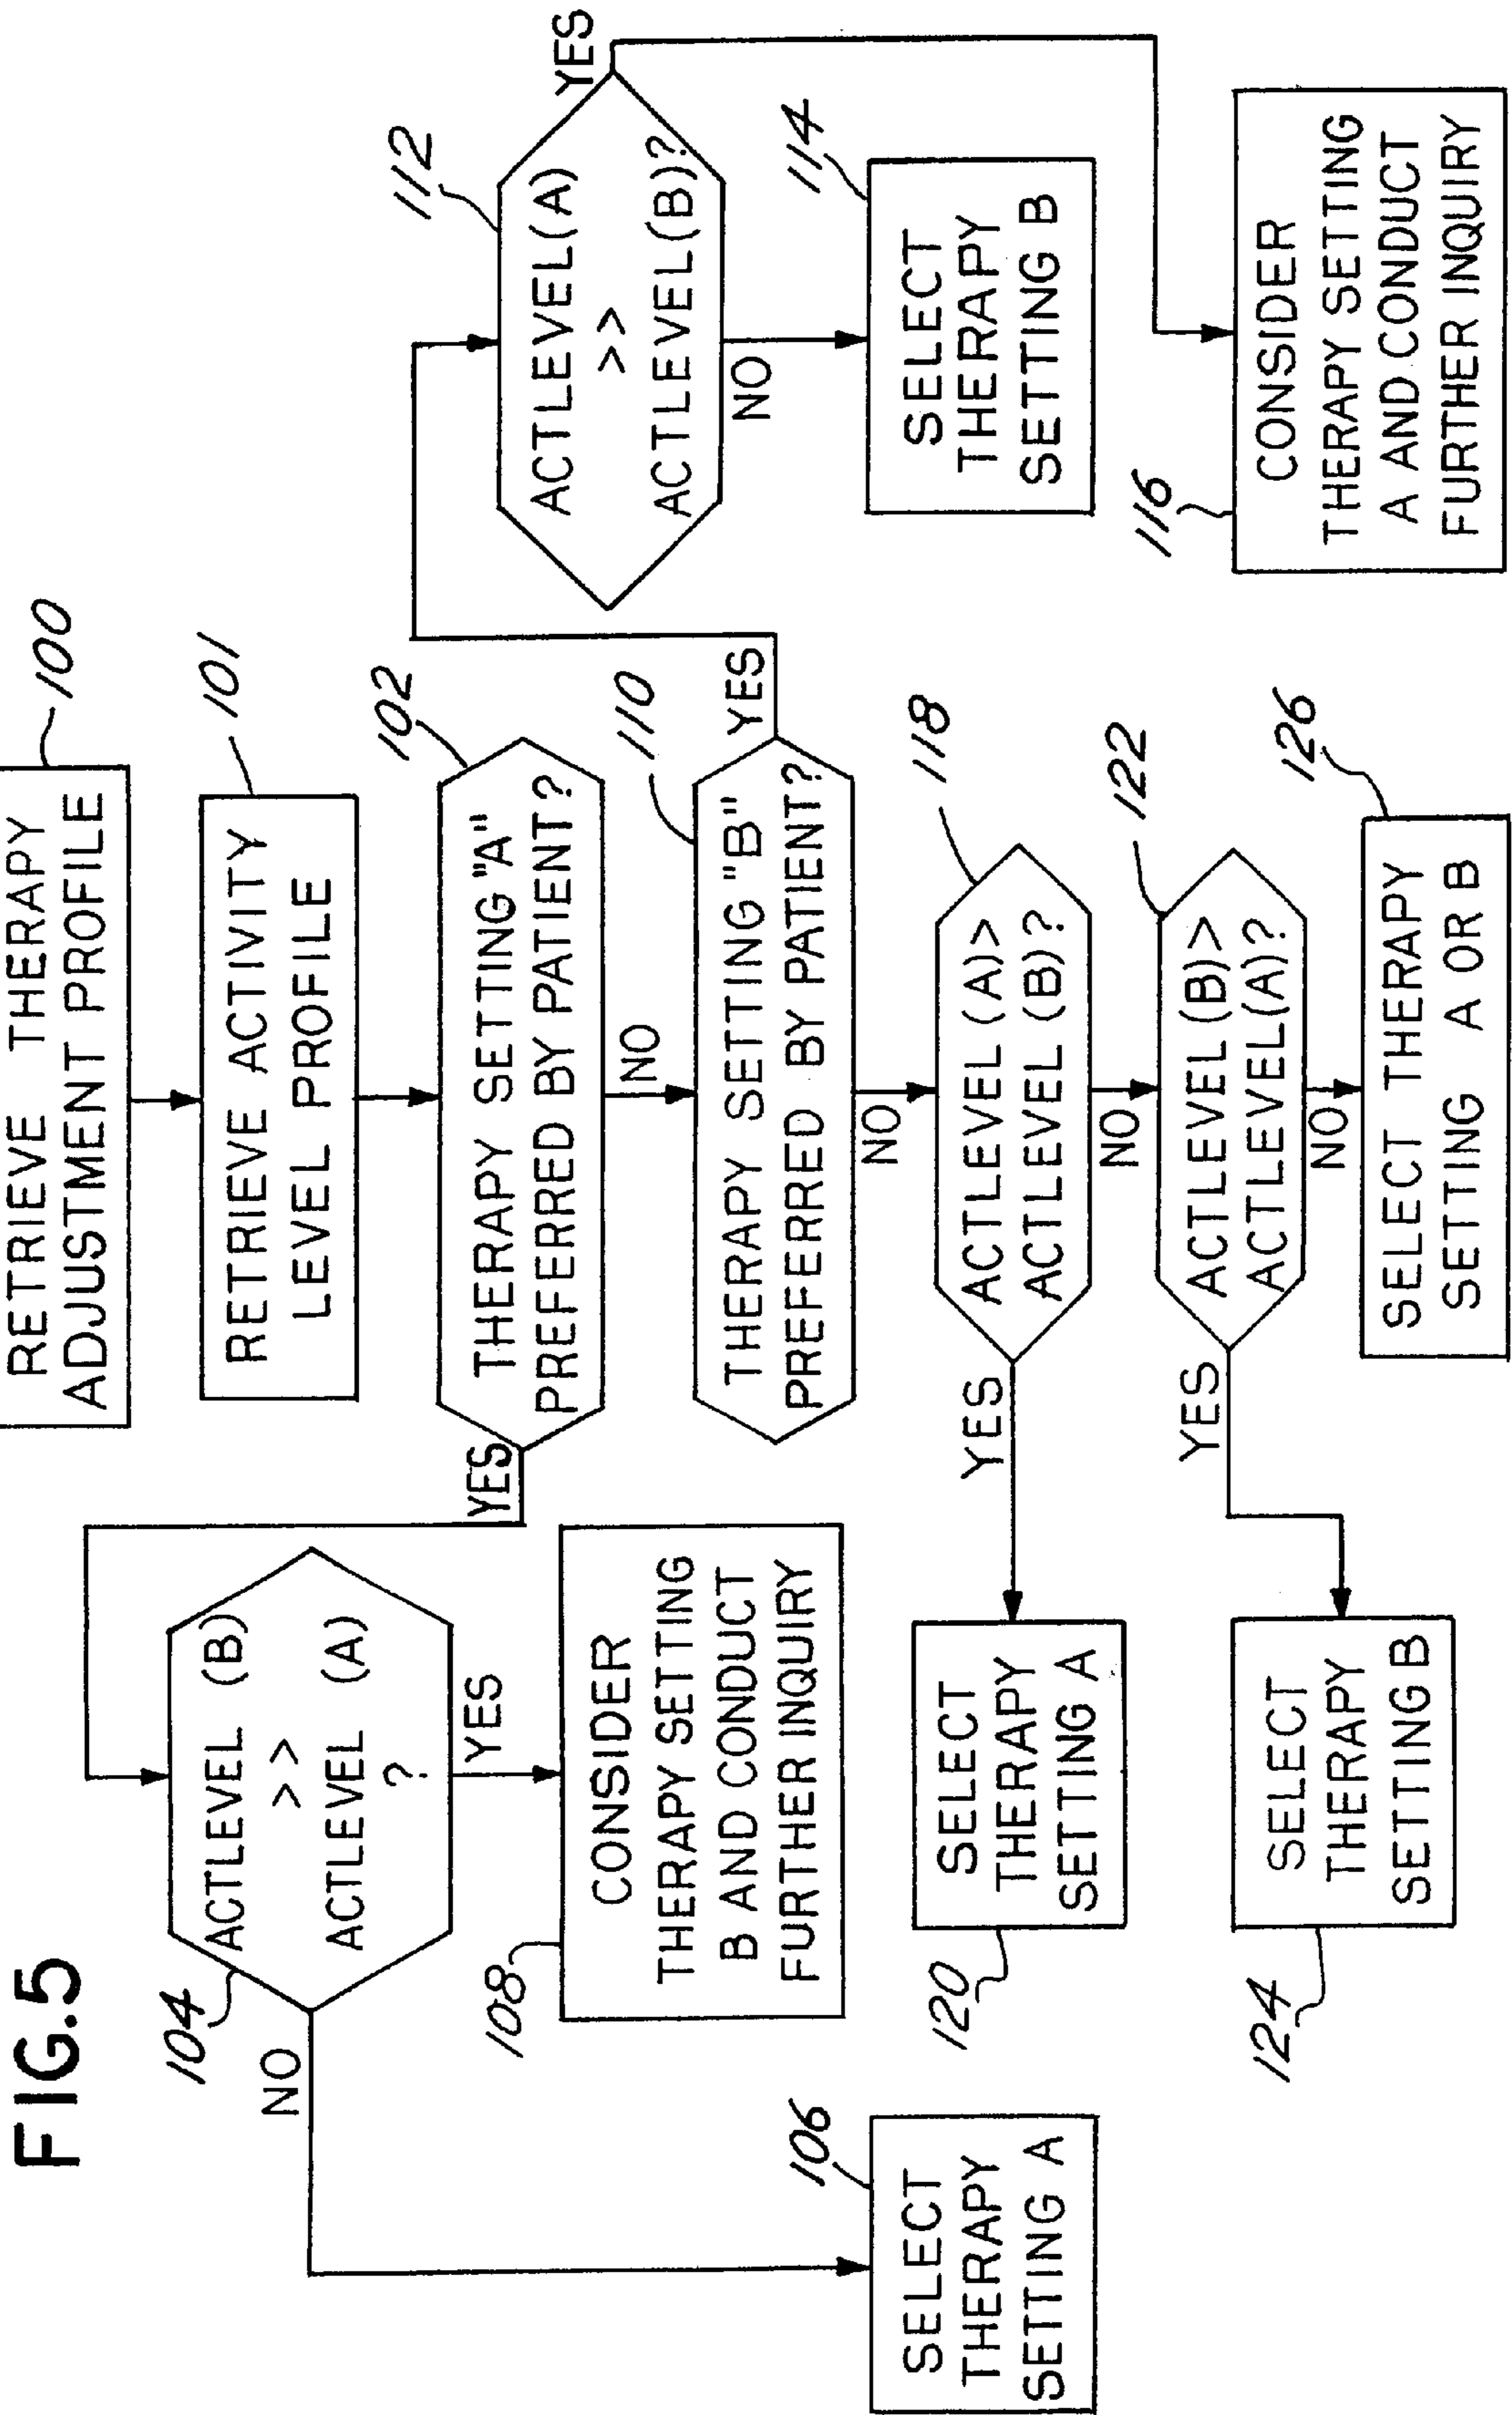 FIG.5
RETRIEVE THERAPY
ADJUSTMENT PROFILE
100
RETRIEVE ACTIVITY
LEVEL PROFILE
101
THERAPY SETTING "A"
PREFERRED BY PATIENT?
102
YES
NO
ACTLEVEL (B)
>>
ACTLEVEL (A)
?
104
NO
YES
SELECT
THERAPY
SETTING A
106
CONSIDER
THERAPY SETTING
B AND CONDUCT
FURTHER INQUIRY
108
THERAPY SETTING "B"
PREFERRED BY PATIENT?
110
YES
NO
ACTLEVEL(A)
>>
ACTLEVEL(B)?
112
YES
NO
SELECT
THERAPY
SETTING B
114
CONSIDER
THERAPY SETTING
A AND CONDUCT
FURTHER INQUIRY
116
ACTLEVEL (A)>
ACTLEVEL (B)?
118
YES
NO
SELECT
THERAPY
SETTING A
120
ACTLEVEL(B)>
ACTLEVEL(A)?
122
YES
NO
SELECT
THERAPY
SETTING B
124
SELECT THERAPY
SETTING A OR B
126